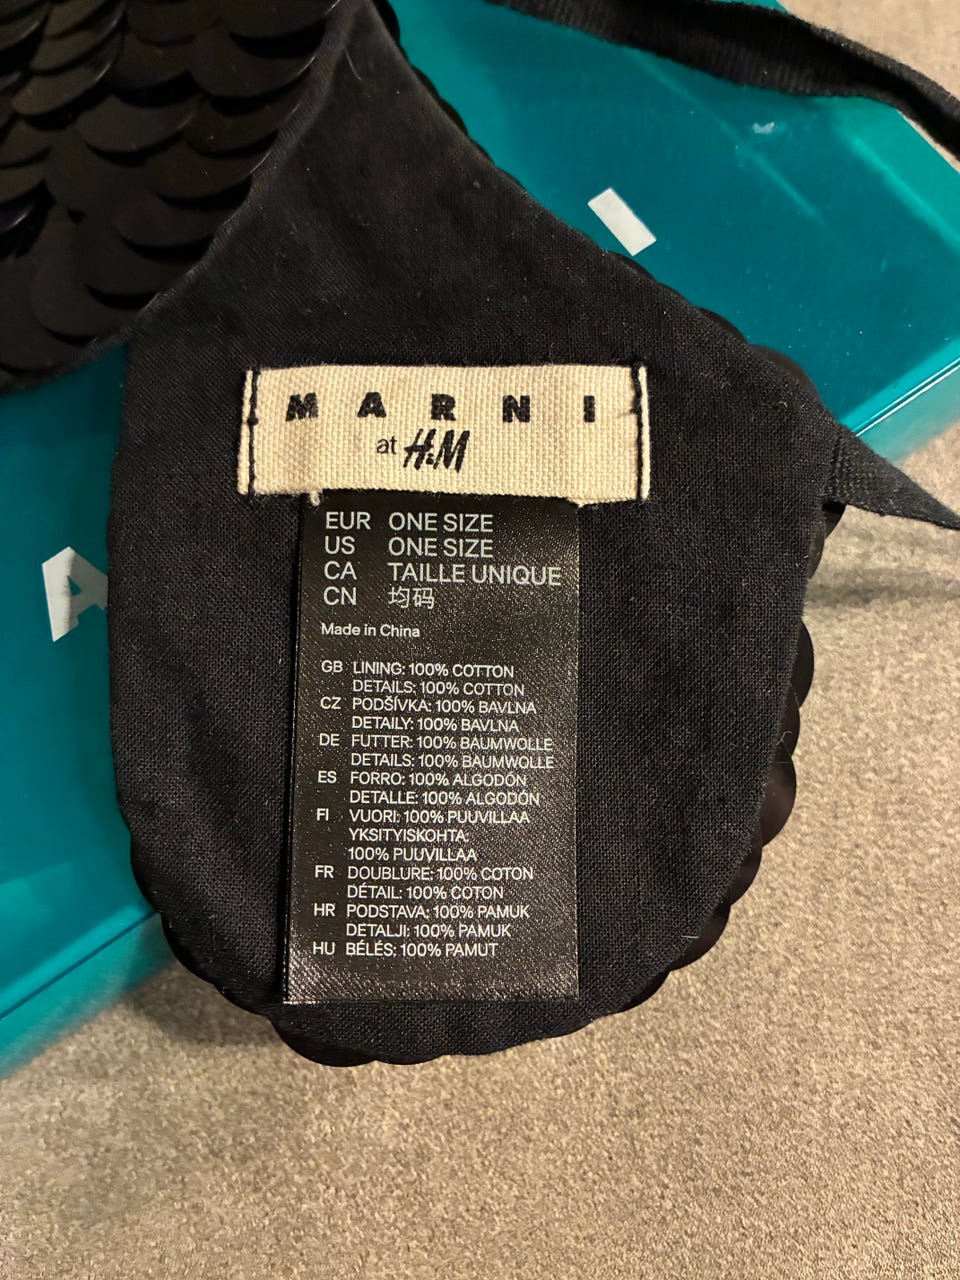 MARNI
at H&M
EUR ONE SIZE
US ONE SIZE
CA TAILLE UNIQUE
CN 均码
Made in China
GB LINING: 100% COTTON
DETAILS: 100% COTTON
CZ PODŠÍVKA: 100% BAVLNA
DETAILY: 100% BAVLNA
DE FUTTER: 100% BAUMWOLLE
DETAILS: 100% BAUMWOLLE
ES FORRO: 100% ALGODÓN
DETALLE: 100% ALGODÓN
FI VUORI: 100% PUUVILLAA
YKSITYISKOHTA:
100% PUUVILLAA
FR DOUBLURE: 100% COTON
DÉTAIL: 100% COTON
HR PODSTAVA: 100% PAMUK
DETALJI: 100% PAMUK
HU BÉLÉS: 100% PAMUT
A